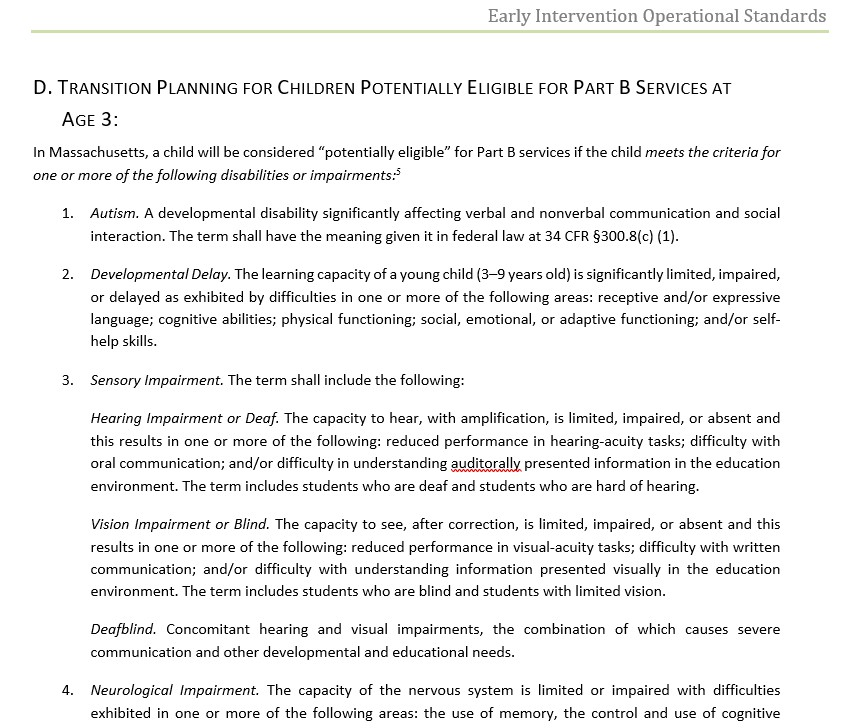 Early Intervention Operational Standards
D. TRANSITION PLANNING FOR CHILDREN POTENTIALLY ELIGIBLE FOR PART B SERVICES AT
AGE 3:
In Massachusetts, a child will be considered “potentially eligible” for Part B services if the child meets the criteria for
one or more of the following disabilities or impairments:5
1. Autism. A developmental disability significantly affecting verbal and nonverbal communication and social
interaction. The term shall have the meaning given it in federal law at 34 CFR §300.8(c) (1).
2. Developmental Delay. The learning capacity of a young child (3–9 years old) is significantly limited, impaired,
or delayed as exhibited by difficulties in one or more of the following areas: receptive and/or expressive
language; cognitive abilities; physical functioning; social, emotional, or adaptive functioning; and/or self-
help skills.
3. Sensory Impairment. The term shall include the following:
Hearing Impairment or Deaf. The capacity to hear, with amplification, is limited, impaired, or absent and
this results in one or more of the following: reduced performance in hearing-acuity tasks; difficulty with
oral communication; and/or difficulty in understanding auditorally presented information in the education
environment. The term includes students who are deaf and students who are hard of hearing.
Vision Impairment or Blind. The capacity to see, after correction, is limited, impaired, or absent and this
results in one or more of the following: reduced performance in visual-acuity tasks; difficulty with written
communication; and/or difficulty with understanding information presented visually in the education
environment. The term includes students who are blind and students with limited vision.
Deafblind. Concomitant hearing and visual impairments, the combination of which causes severe
communication and other developmental and educational needs.
4. Neurological Impairment. The capacity of the nervous system is limited or impaired with difficulties
exhibited in one or more of the following areas: the use of memory, the control and use of cognitive